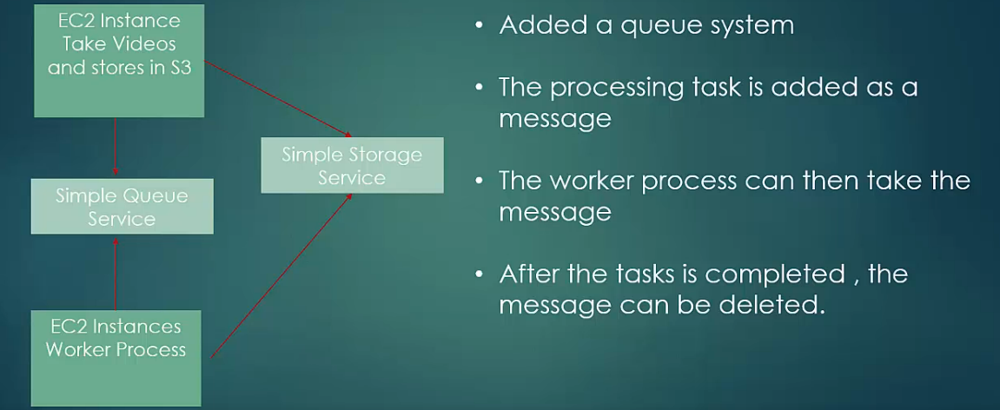 EC2 Instance
Take Videos
and stores in S3
Simple Storage
Service
Simple Queue
Service
EC2 Instances
Worker Process
• Added a queue system
• The processing task is added as a
message
• The worker process can then take the
message
• After the tasks is completed , the
message can be deleted.